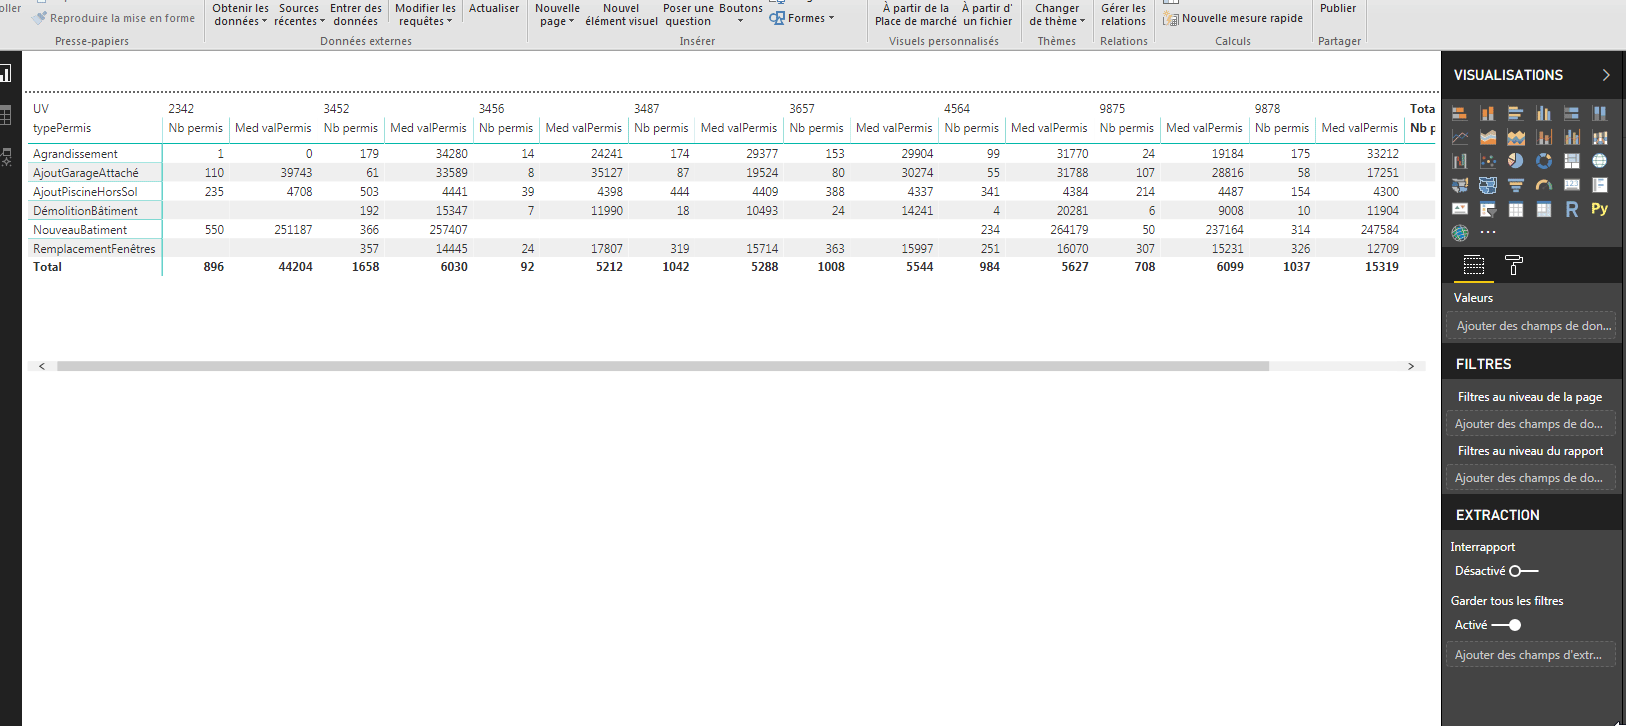 oller
Reproduire la mise en forme
Presse-papiers
Obtenir les données
Sources récentes
Entrer des données
Données externes
Modifier les requêtes
Actualiser
Nouvelle page
Nouvel élément visuel
Poser une question
Boutons
Formes
Insérer
À partir de la Place de marché
À partir d' un fichier
Visuels personnalisés
Changer de thème
Thèmes
Gérer les relations
Relations
Nouvelle mesure rapide
Calculs
Publier
Partager
UV 2342 3452 3456 3487 3657 4564 9875 9878 Tota
typePermis Nb permis Med valPermis Nb permis Med valPermis Nb permis Med valPermis Nb permis Med valPermis Nb permis Med valPermis Nb permis Med valPermis Nb permis Med valPermis Nb permis Med valPermis Nb p
Agrandissement 1 0 179 34280 14 24241 174 29377 153 29904 99 31770 24 19184 175 33212
AjoutGarageAttaché 110 39743 61 33589 8 35127 87 19524 80 30274 55 31788 107 28816 58 17251
AjoutPiscineHorsSol 235 4708 503 4441 39 4398 444 4409 388 4337 341 4384 214 4487 154 4300
DémolitionBâtiment 192 15347 7 11990 18 10493 24 14241 4 20281 6 9008 10 11904
NouveauBatiment 550 251187 366 257407 234 264179 50 237164 314 247584
RemplacementFenêtres 357 14445 24 17807 319 15714 363 15997 251 16070 307 15231 326 12709
Total 896 44204 1658 6030 92 5212 1042 5288 1008 5544 984 5627 708 6099 1037 15319
VISUALISATIONS
R Py
Valeurs
Ajouter des champs de don...
FILTRES
Filtres au niveau de la page
Ajouter des champs de do...
Filtres au niveau du rapport
Ajouter des champs de do...
EXTRACTION
Interrapport
Désactivé
Garder tous les filtres
Activé
Ajouter des champs d'extr...